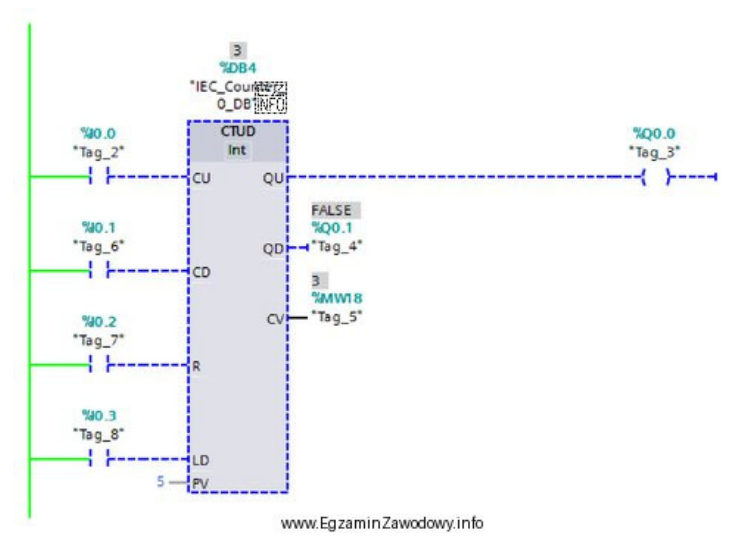 3
%DB4
"IEC_Counter_
0_DB"
CTUD
Int
%I0.0
"Tag_2"
CU
QU
%Q0.0
"Tag_3"
%I0.1
"Tag_6"
CD
FALSE
%Q0.1
QD
"Tag_4"
3
%MW18
CV
"Tag_5"
%I0.2
"Tag_7"
R
%I0.3
"Tag_8"
LD
5
PV
www.EgzaminZawodowy.info